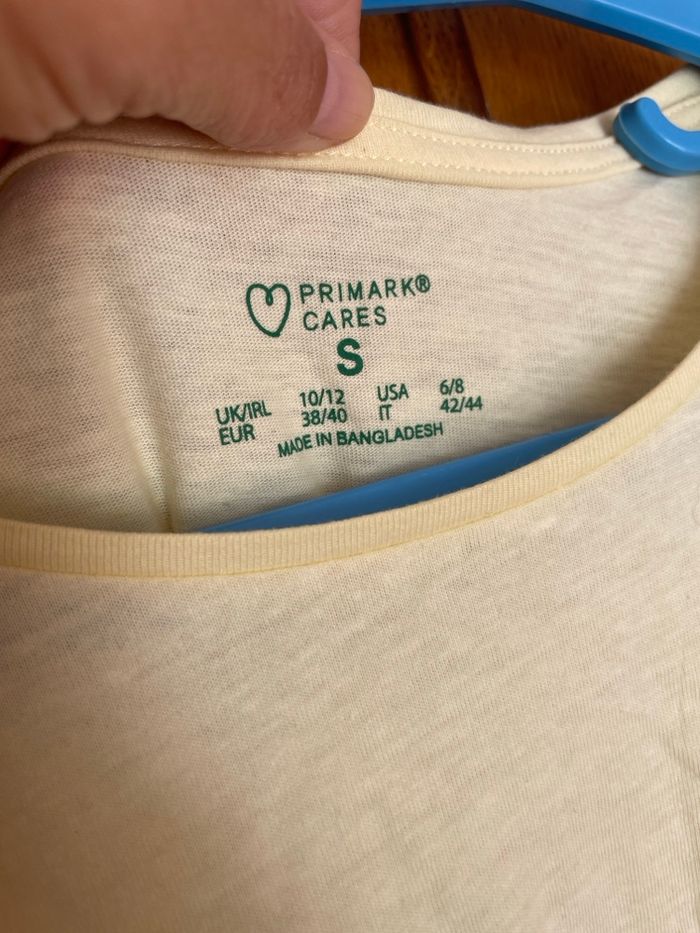 PRIMARK®
CARES
S
UK/IRL 10/12 USA 6/8
EUR 38/40 IT 42/44
MADE IN BANGLADESH